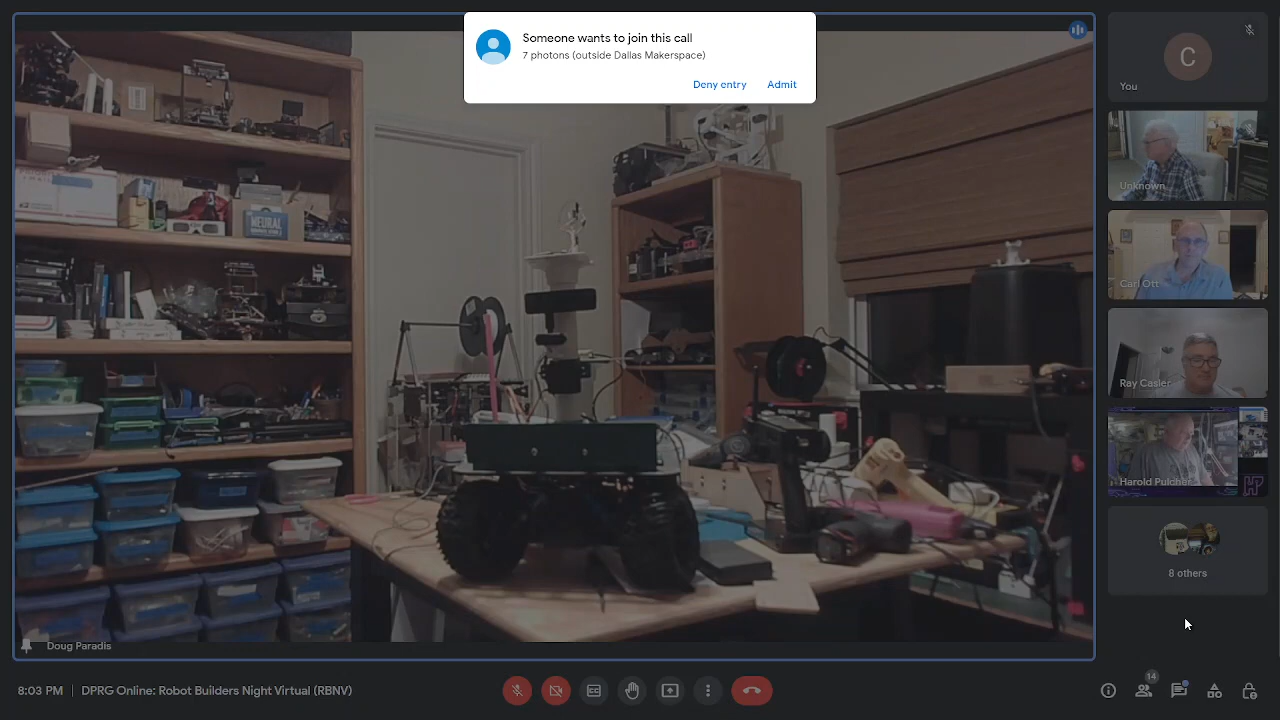 Someone wants to join this call
7 photons (outside Dallas Makerspace)
Deny entry Admit
C
You
Unknown
Carl Ott
Ray Casler
Harold Pulcher
8 others
NEURAL
HP
Doug Paradis
8:03 PM | DPRG Online: Robot Builders Night Virtual (RBNV)
14